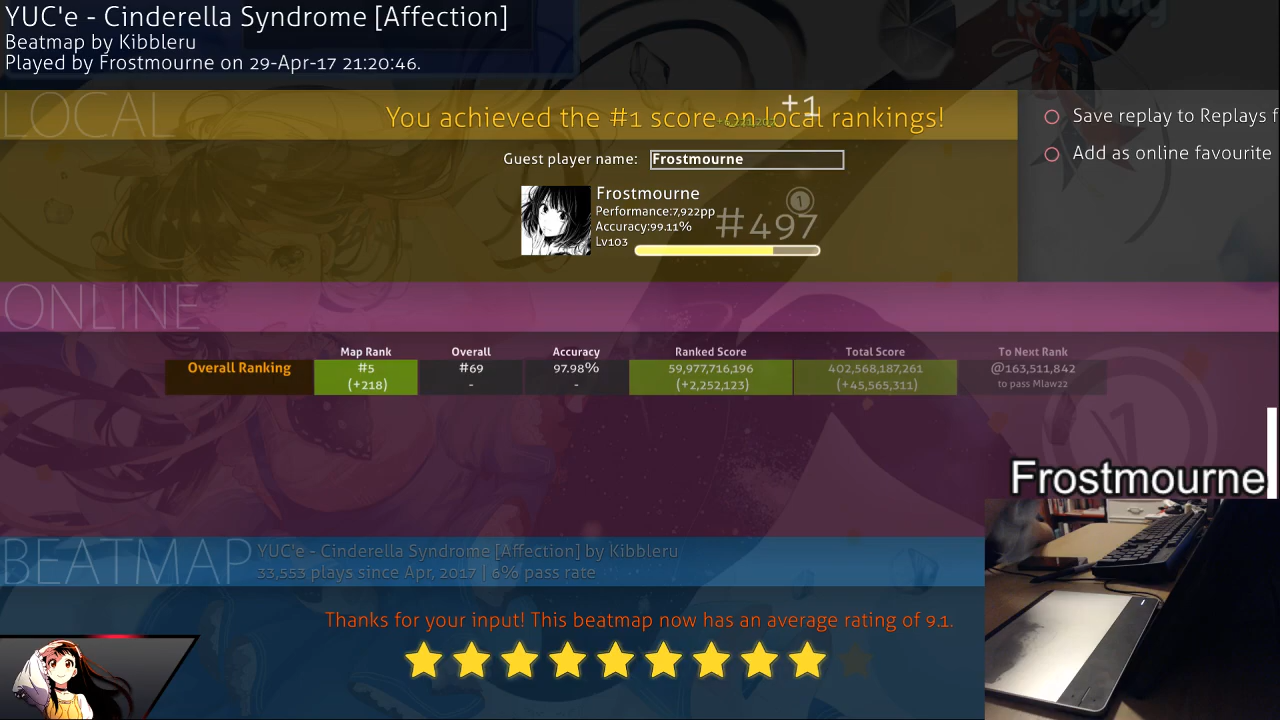 YUC'e - Cinderella Syndrome [Affection]
Beatmap by Kibbleru
Played by Frostmourne on 29-Apr-17 21:20:46.
LOCAL
You achieved the #1 score on local rankings!
+1
Save replay to Replays f
Add as online favourite
Guest player name: Frostmourne
Frostmourne
Performance:7,922pp
Accuracy:99.11%
Lv103
#497
1
ONLINE
Map Rank Overall Accuracy Ranked Score Total Score To Next Rank
Overall Ranking #5 #69 97.98% 59,977,716,196 402,568,187,261 @163,511,842
(+218) - - (+2,252,123) (+45,565,311) to pass Mlaw22
Frostmourne
BEATMAP
YUC'e - Cinderella Syndrome [Affection] by Kibbleru
33,553 plays since Apr, 2017 | 6% pass rate
Thanks for your input! This beatmap now has an average rating of 9.1.